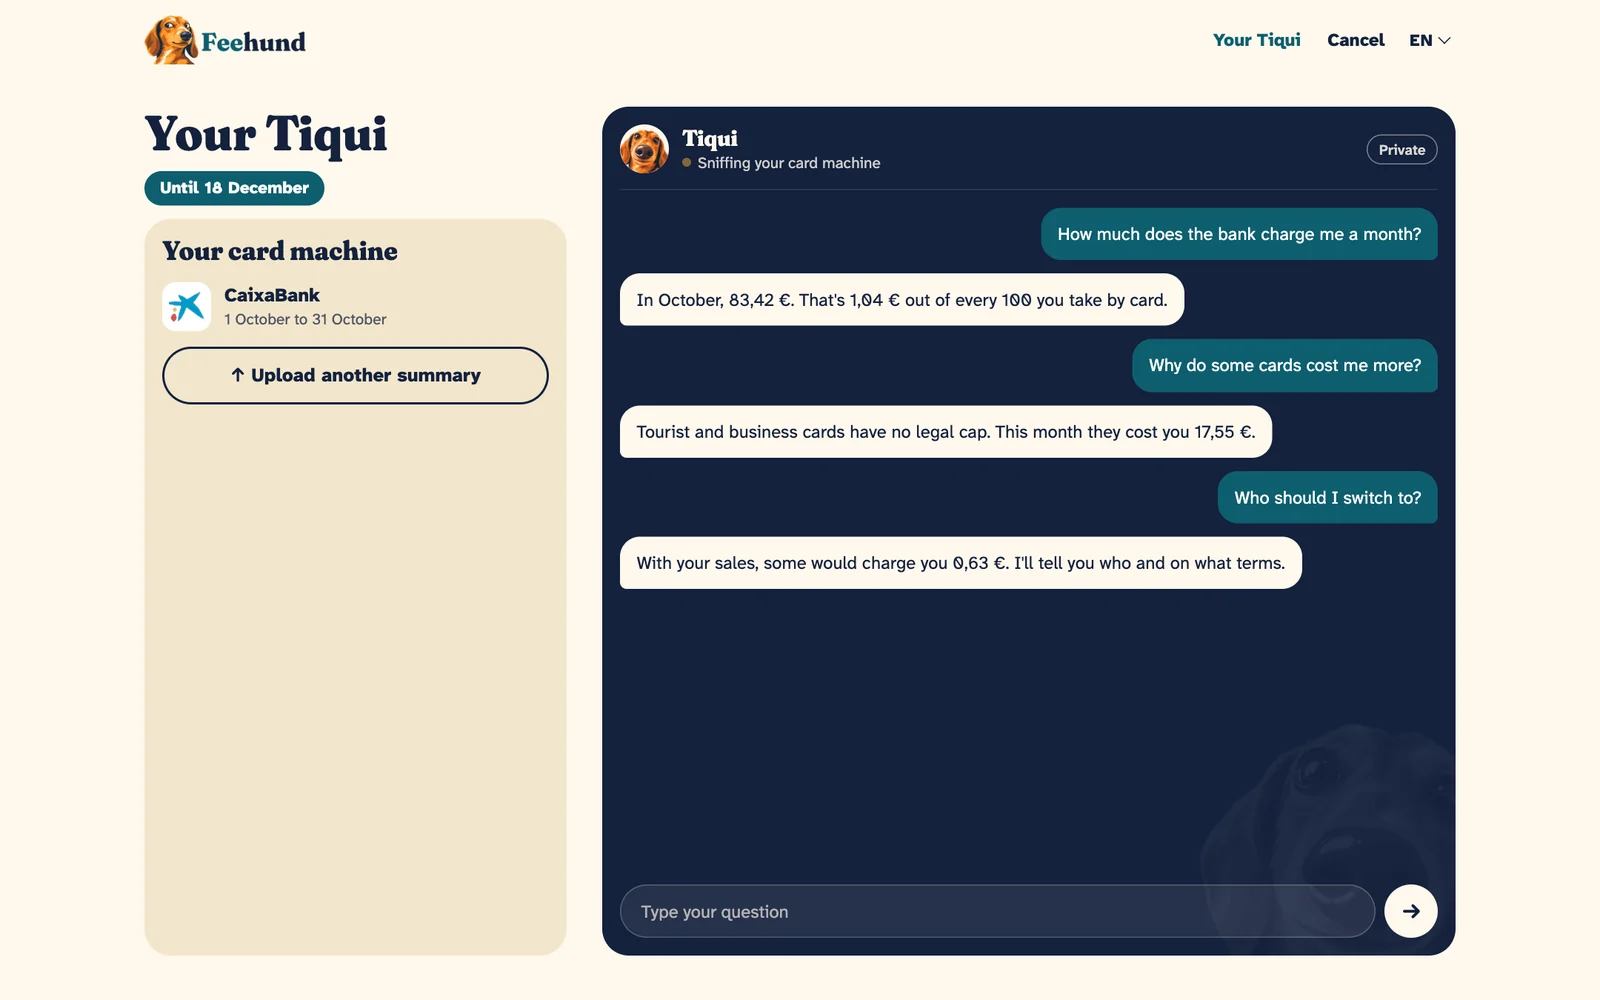 Feehund
Your Tiqui
Cancel
EN
Your Tiqui
Until 18 December
Your card machine
CaixaBank
1 October to 31 October
↑ Upload another summary
Tiqui
Sniffing your card machine
Private
How much does the bank charge me a month?
In October, 83,42 €. That's 1,04 € out of every 100 you take by card.
Why do some cards cost me more?
Tourist and business cards have no legal cap. This month they cost you 17,55 €.
Who should I switch to?
With your sales, some would charge you 0,63 €. I'll tell you who and on what terms.
Type your question